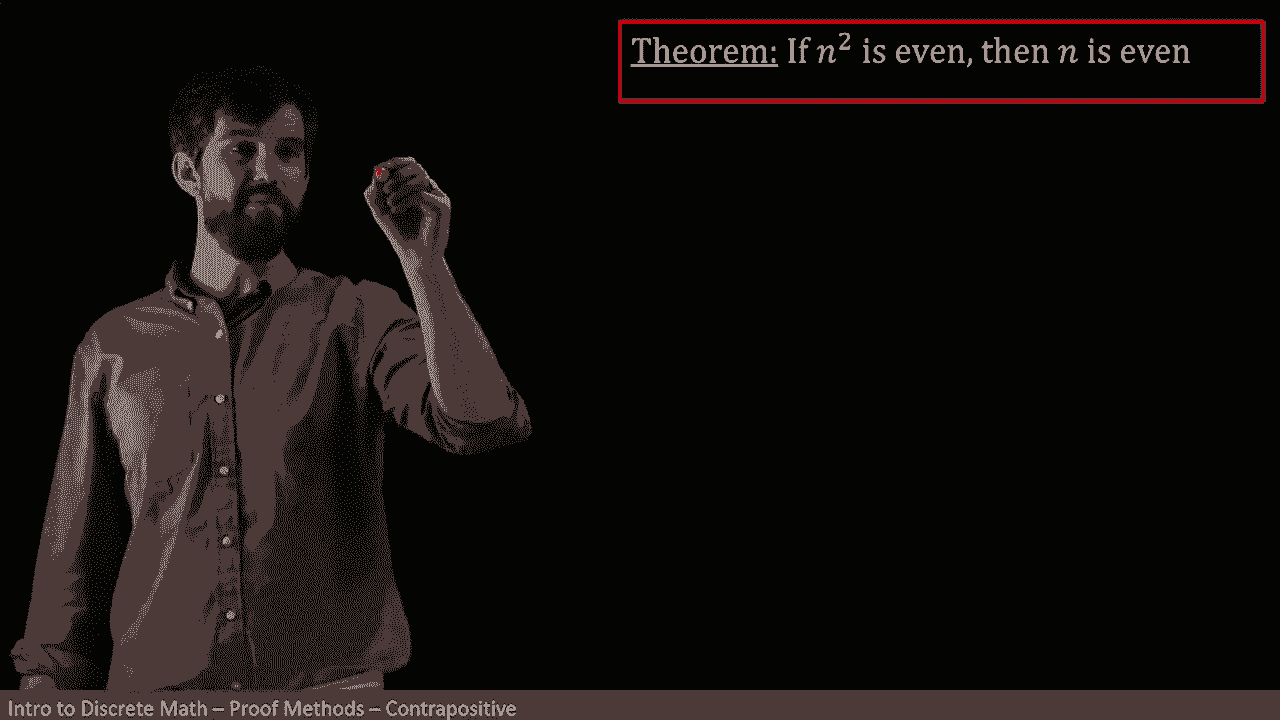 Theorem: If n² is even, then n is even
Intro to Discrete Math – Proof Methods – Contrapositive